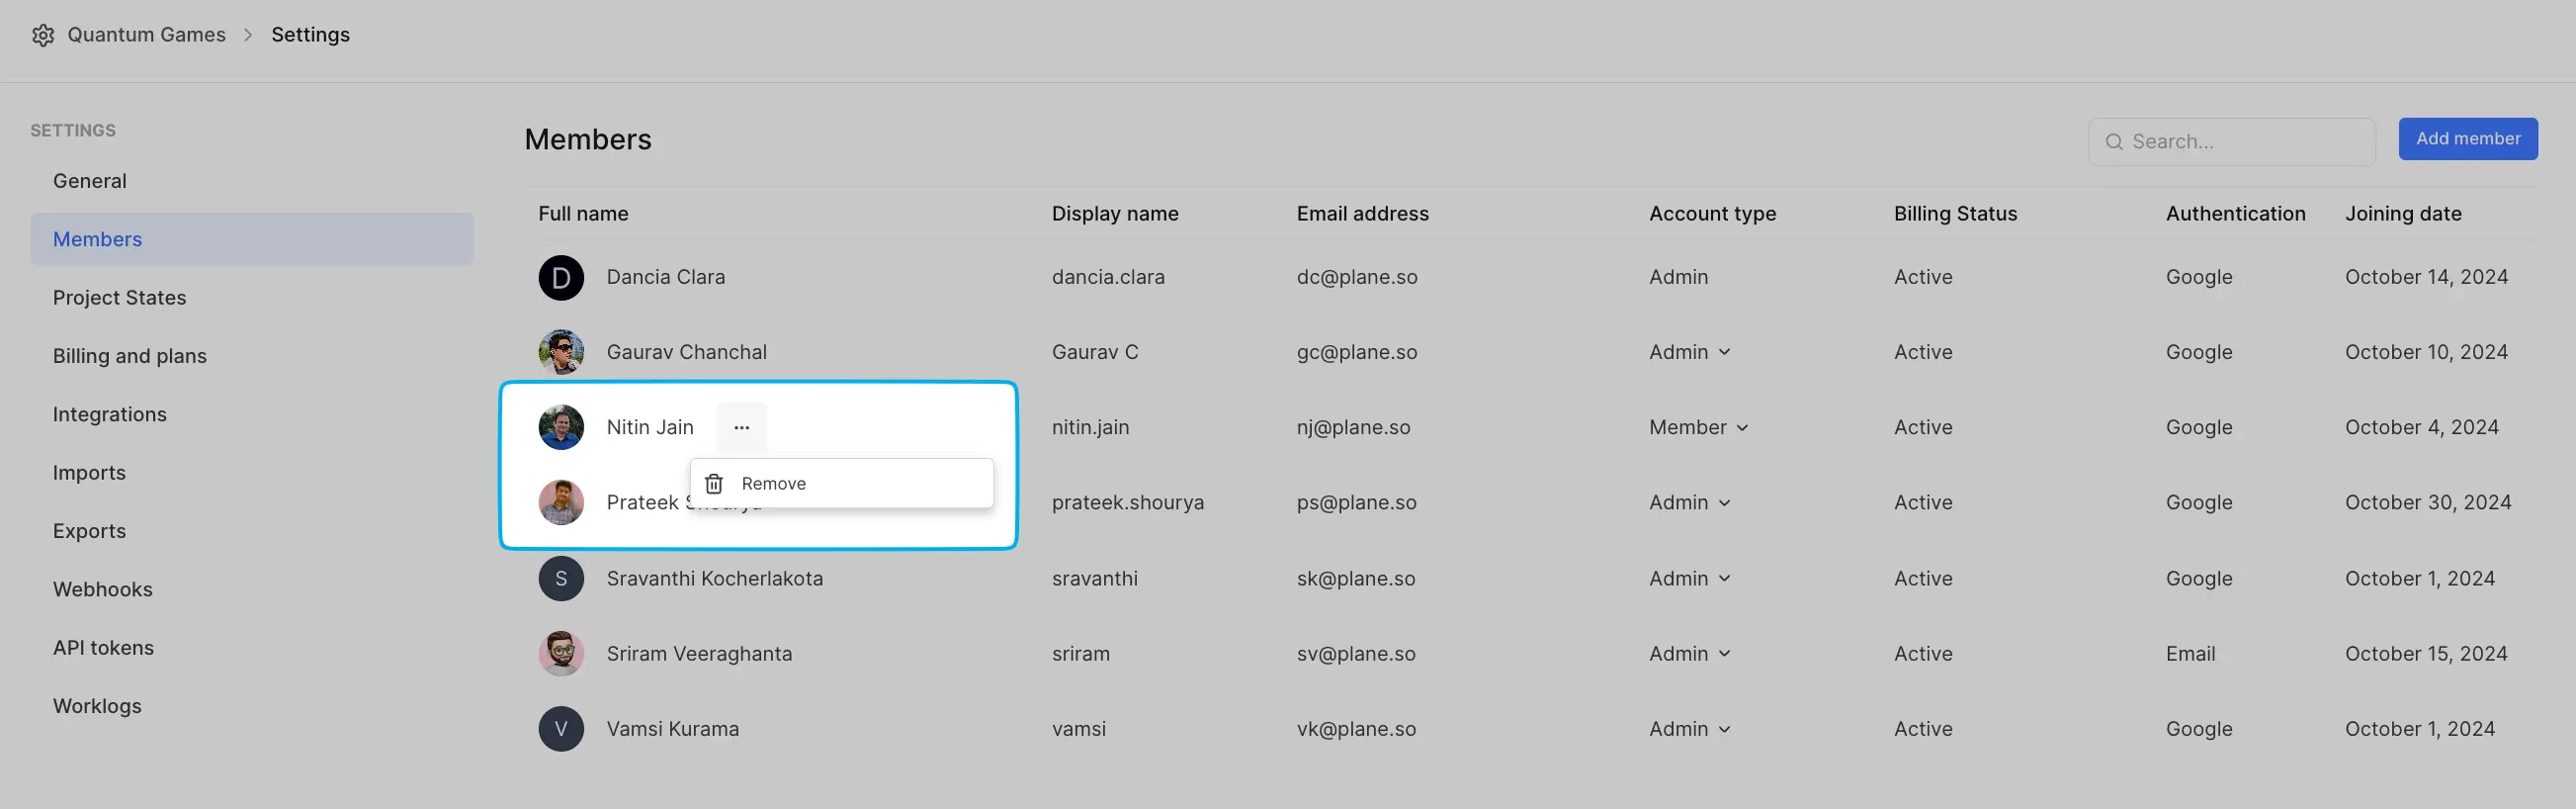 Quantum Games > Settings
SETTINGS
General
Members
Project States
Billing and plans
Integrations
Imports
Exports
Webhooks
API tokens
Worklogs
Members
Search...
Add member
Full name Display name Email address Account type Billing Status Authentication Joining date
D Dancia Clara dancia.clara dc@plane.so Admin Active Google October 14, 2024
Gaurav Chanchal Gaurav C gc@plane.so Admin Active Google October 10, 2024
Nitin Jain ... nitin.jain nj@plane.so Member Active Google October 4, 2024
Remove
Prateek prateek.shourya ps@plane.so Admin Active Google October 30, 2024
S Sravanthi Kocherlakota sravanthi sk@plane.so Admin Active Google October 1, 2024
Sriram Veeraghanta sriram sv@plane.so Admin Active Email October 15, 2024
V Vamsi Kurama vamsi vk@plane.so Admin Active Google October 1, 2024